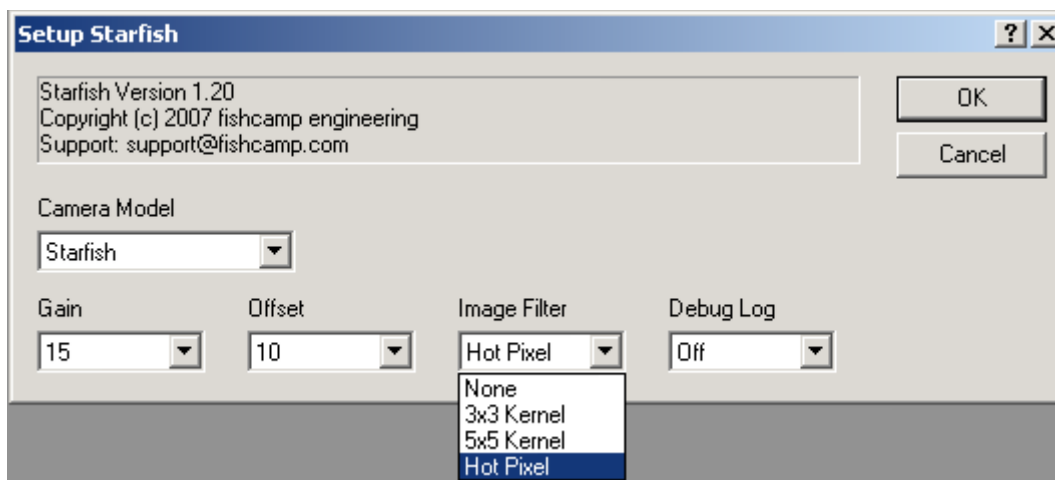 Setup Starfish
Starfish Version 1.20
Copyright (c) 2007 fishcamp engineering
Support: support@fishcamp.com
OK
Cancel
Camera Model
Starfish
Gain
Offset
Image Filter
Debug Log
15
10
Hot Pixel
Off
None
3x3 Kernel
5x5 Kernel
Hot Pixel